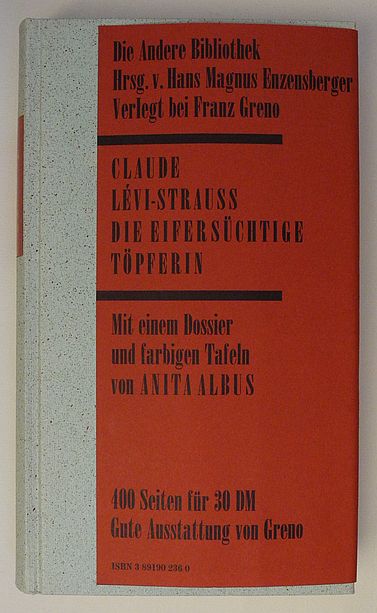 Die Andere Bibliothek
Hrsg. v. Hans Magnus Enzensberger
Verlegt bei Franz Greno
CLAUDE
LÉVI-STRAUSS
DIE EIFERSÜCHTIGE
TÖPFERIN
Mit einem Dossier
und farbigen Tafeln
von ANITA ALBUS
400 Seiten für 30 DM
Gute Ausstattung von Greno
ISBN 3 89190 236 0